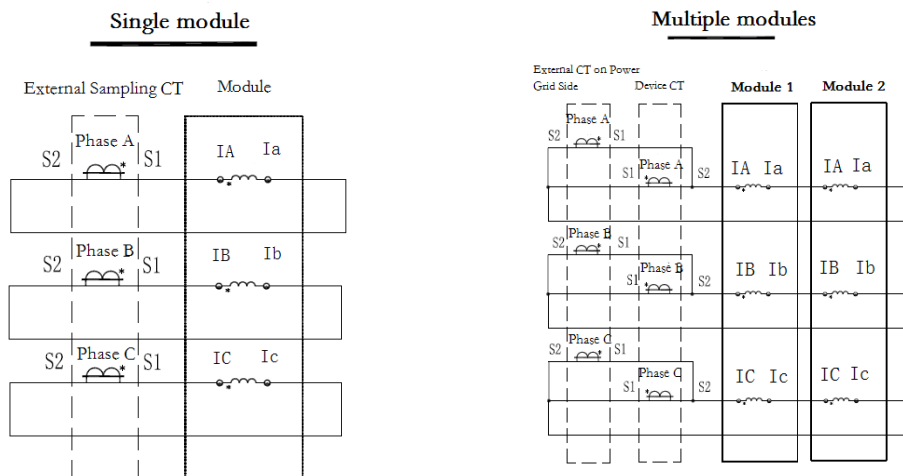 Single module
External Sampling CT
Module
Phase A
S2
S1
IA
Ia
Phase B
S2
S1
IB
Ib
Phase C
S2
S1
IC
Ic
Multiple modules
External CT on Power
Grid Side
Device CT
Module 1
Module 2
Phase A
S2
S1
S1
Phase A
S2
IA
Ia
IA
Ia
Phase B
S2
S1
S1
Phase B
S2
IB
Ib
IB
Ib
Phase C
S2
S1
S1
Phase C
S2
IC
Ic
IC
Ic